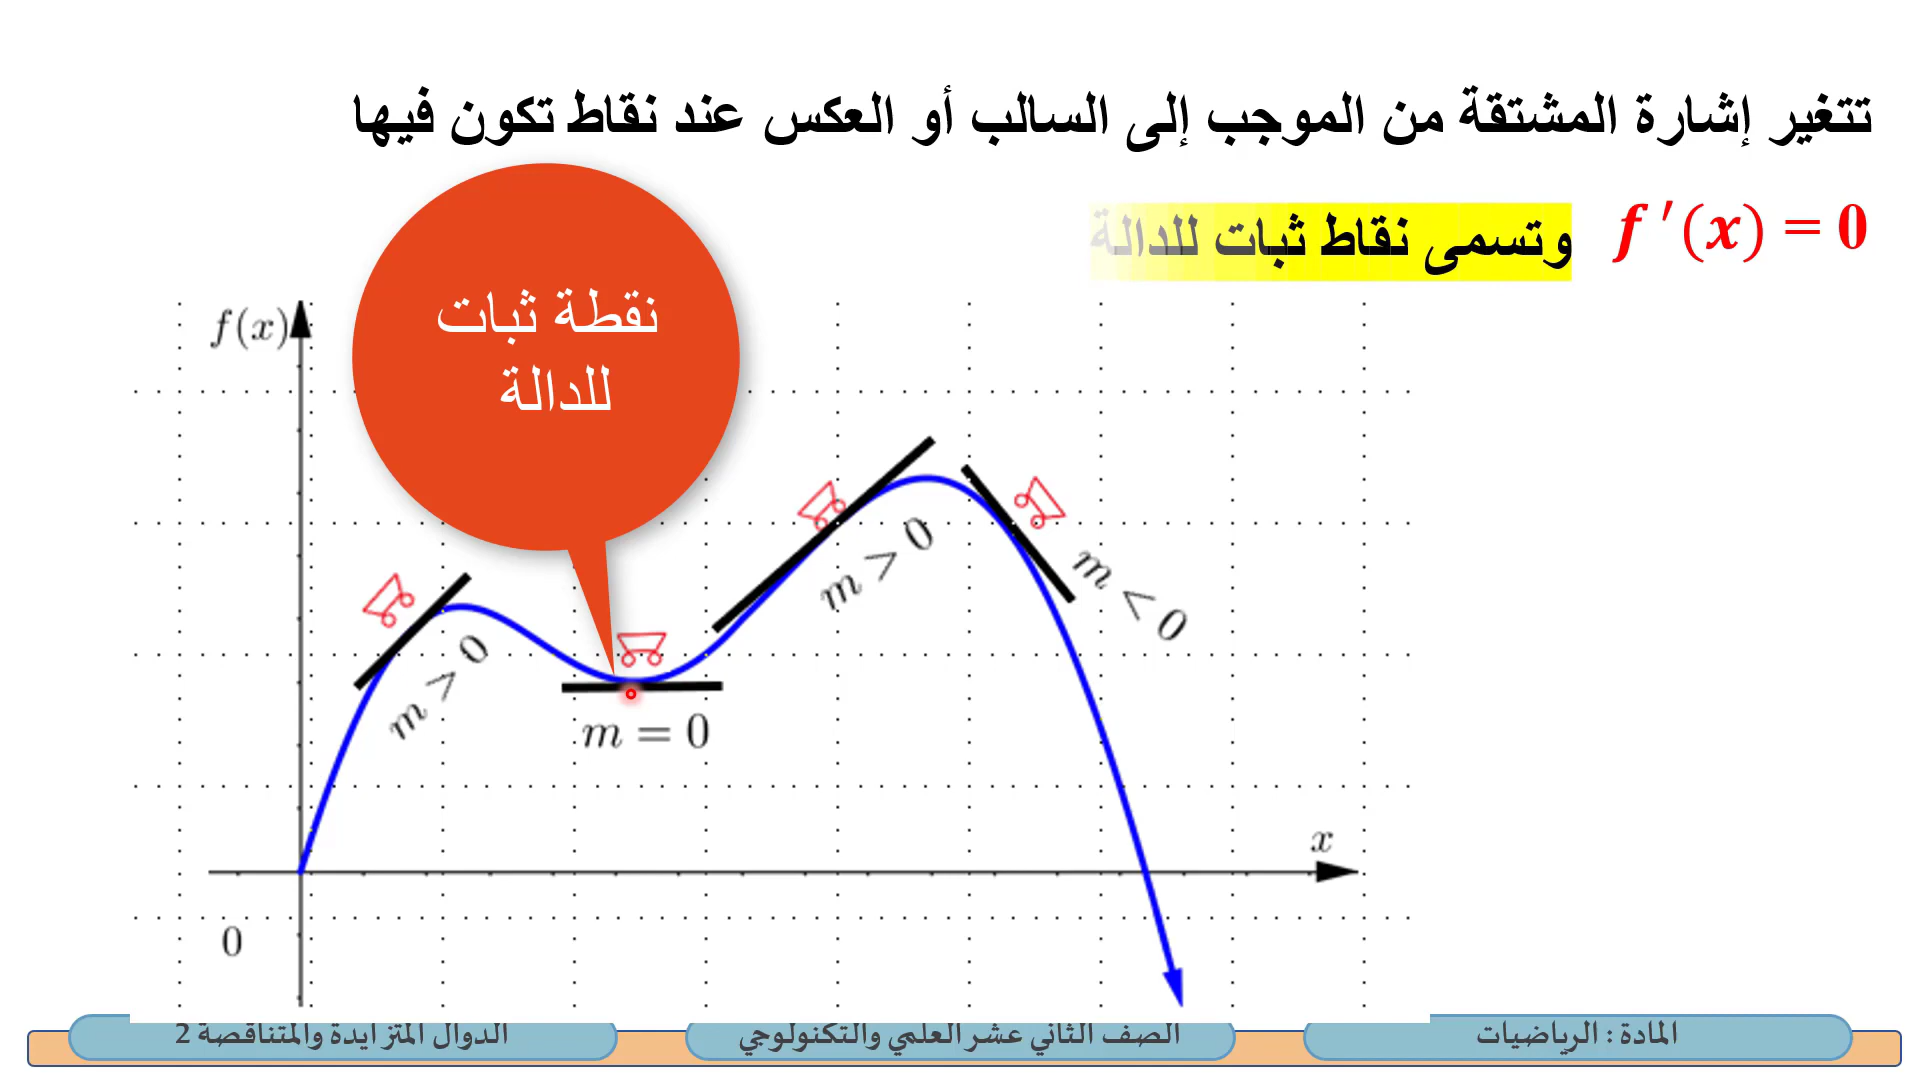 تتغير إشارة المشتقة من الموجب إلى السالب أو العكس عند نقاط تكون فيها
f ′(x) = 0 وتسمى نقاط ثبات للدالة
نقطة ثبات
للدالة
f(x)
m > 0
m = 0
m > 0
m < 0
x
0
المادة : الرياضيات
الصف الثاني عشر العلمي والتكنولوجي
الدوال المتزايدة والمتناقصة 2